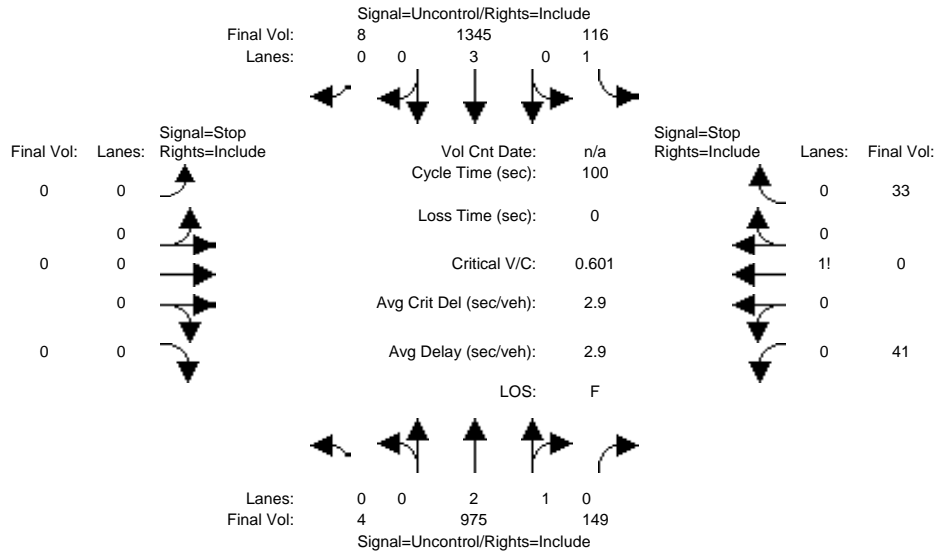 Signal=Uncontrol/Rights=Include
Final Vol: 8 1345 116
Lanes: 0 0 3 0 1
Signal=Stop
Final Vol: Lanes: Rights=Include
Vol Cnt Date: n/a
Signal=Stop
Rights=Include Lanes: Final Vol:
Cycle Time (sec): 100
0 0
0 33
Loss Time (sec): 0
0
0
0 0
Critical V/C: 0.601
1! 0
0
Avg Crit Del (sec/veh): 2.9
0
0 0
Avg Delay (sec/veh): 2.9
0 41
LOS: F
Lanes: 0 0 2 1 0
Final Vol: 4 975 149
Signal=Uncontrol/Rights=Include